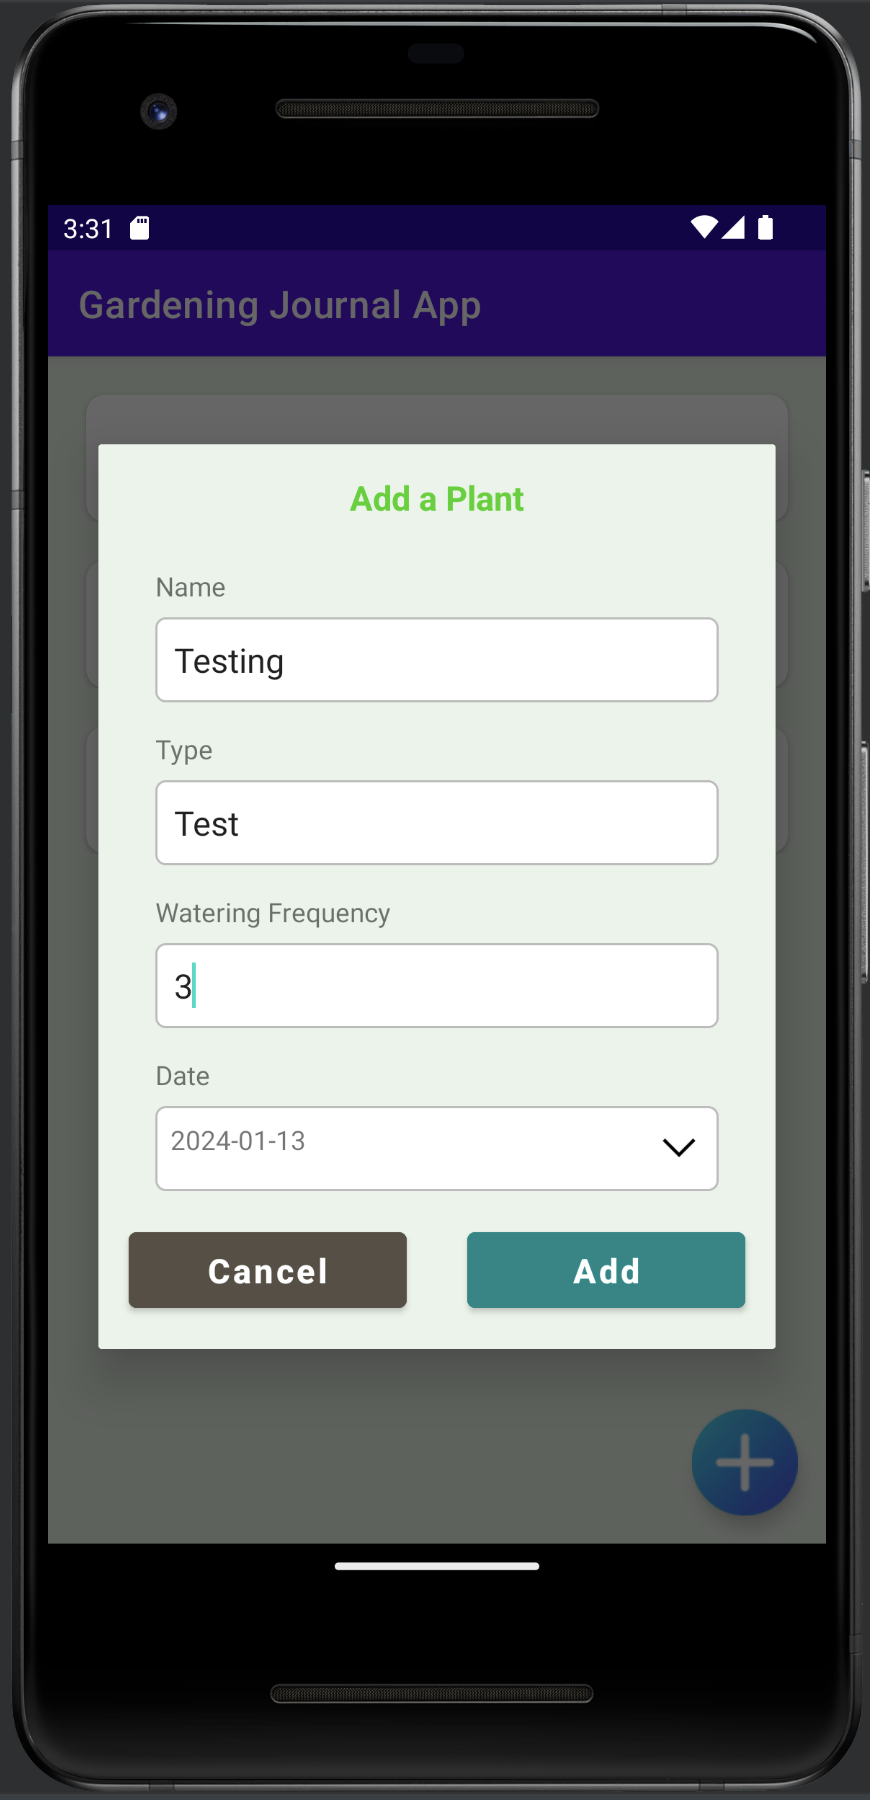 3:31
Gardening Journal App
Add a Plant
Name
Testing
Type
Test
Watering Frequency
3
Date
2024-01-13
Cancel
Add